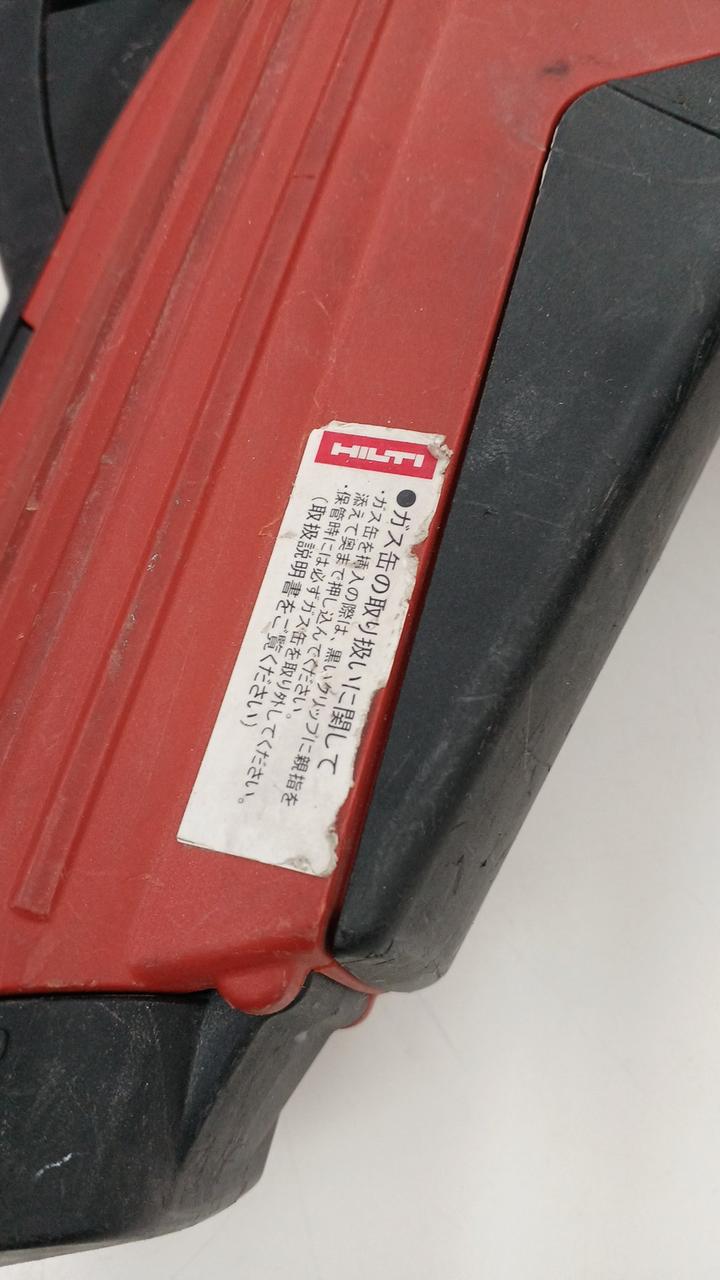 HILTI
●ガス缶の取り扱いに関して
・ガス缶を挿入の際は、黒いクリップに親指を
添えて奥まで押し込んでください。
・保管時には必ずガス缶を取り外してください。
(取扱説明書をご覧ください)